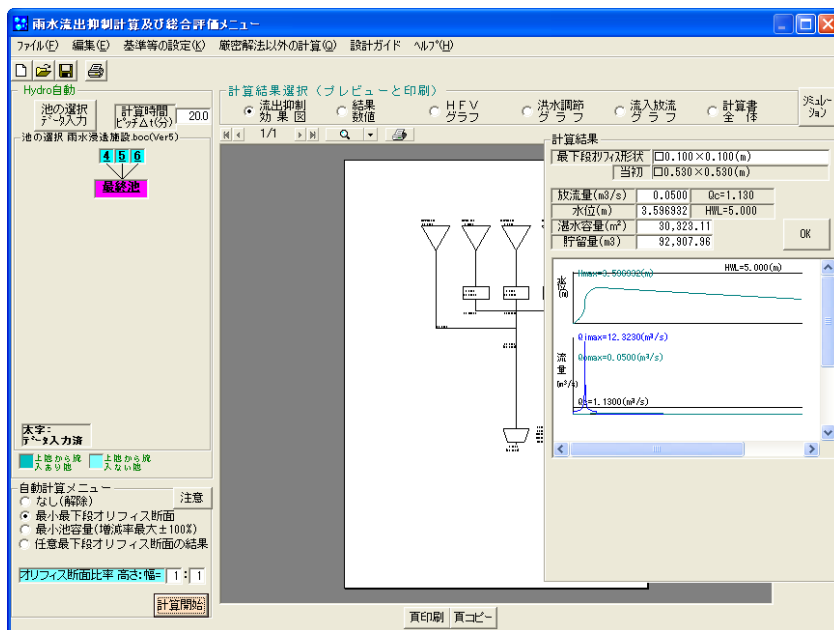 雨水流出抑制計算及び総合評価メニュー
ファイル(F) 編集(E) 基準等の設定(K) 厳密解法以外の計算(Q) 設計ガイド ヘルプ(H)
Hydro自動
池の選択
データ入力
計算時間
ピッチΔt(分)
20.0
池の選択 雨水浸透施設.boo(Ver5)
4 5 6
最終池
太字:
データ入力済
上池から流
入あり池
上池から流
入ない池
自動計算メニュー
注意
なし(解除)
最小最下段オリフィス断面
最小池容量(増減率最大±100%)
任意最下段オリフィス断面の結果
オリフィス断面比率 高さ:幅= 1 : 1
計算開始
計算結果選択 (プレビューと印刷)
流出抑制
効果図
結果
数値
HFV
グラフ
洪水調節
グラフ
流入放流
グラフ
計算書
全体
シミュレー
ション
1/1
計算結果
最下段オリフィス形状 □0.100×0.100(m)
当初 □0.530×0.530(m)
放流量(m3/s) 0.0500 Qc=1.130
水位(m) 3.596932 HWL=5.000
湛水容量(m²) 30,323.11
貯留量(m3) 92,907.96
OK
HWL=5.000(m)
Hmax=3.596932(m)
水位
(m)
Qimax=12.3230(m³/s)
Qomax=0.0500(m³/s)
流量
(m³/s)
Qc=1.1300(m³/s)
頁印刷 頁コピー